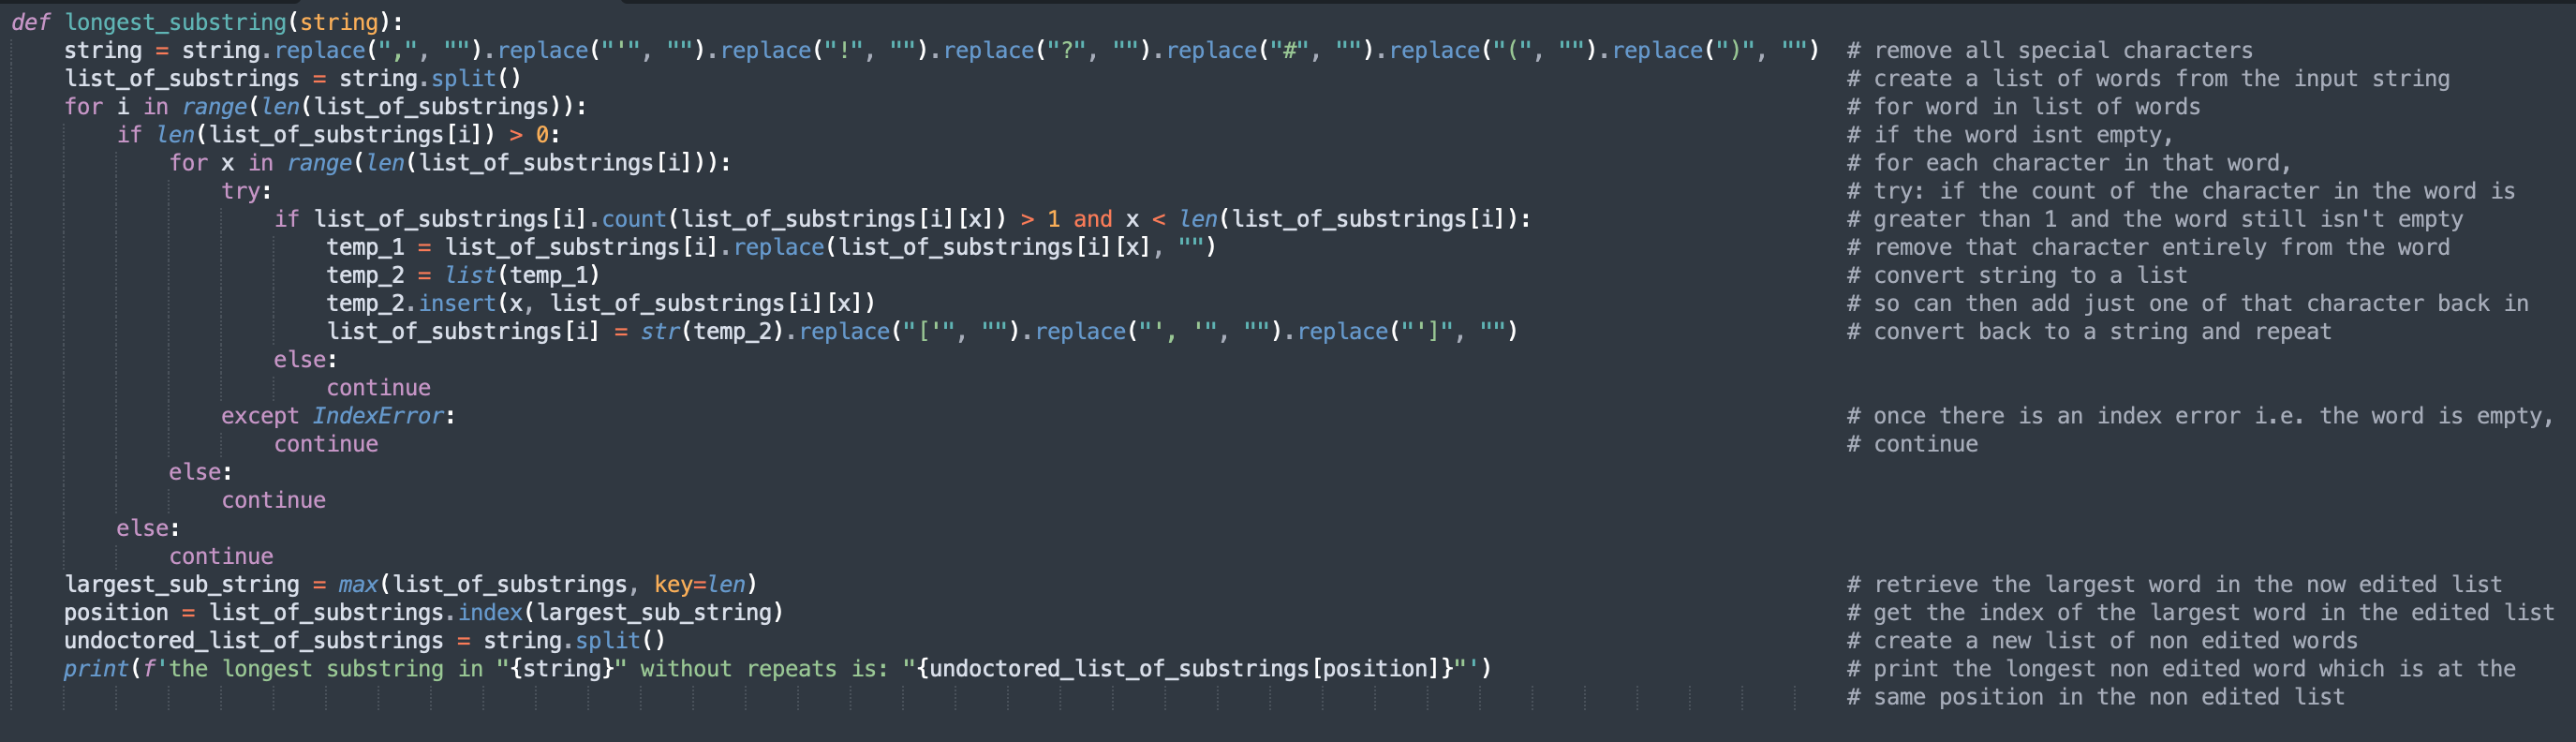 def longest_substring(string):
    string = string.replace(",", "").replace("'", "").replace("!", "").replace("?", "").replace("#", "").replace("(", "").replace(")", "")  # remove all special characters
    list_of_substrings = string.split()  # create a list of words from the input string
    for i in range(len(list_of_substrings)):  # for word in list of words
        if len(list_of_substrings[i]) > 0:  # if the word isnt empty,
            for x in range(len(list_of_substrings[i])):  # for each character in that word,
                try:  # try: if the count of the character in the word is
                    if list_of_substrings[i].count(list_of_substrings[i][x]) > 1 and x < len(list_of_substrings[i]):  # greater than 1 and the word still isn't empty
                        temp_1 = list_of_substrings[i].replace(list_of_substrings[i][x], "")  # remove that character entirely from the word
                        temp_2 = list(temp_1)  # convert string to a list
                        temp_2.insert(x, list_of_substrings[i][x])  # so can then add just one of that character back in
                        list_of_substrings[i] = str(temp_2).replace("['", "").replace("', '", "").replace("']", "")  # convert back to a string and repeat
                    else:
                        continue
                except IndexError:  # once there is an index error i.e. the word is empty,
                    continue  # continue
            else:
                continue
        else:
            continue
    largest_sub_string = max(list_of_substrings, key=len)  # retrieve the largest word in the now edited list
    position = list_of_substrings.index(largest_sub_string)  # get the index of the largest word in the edited list
    undoctored_list_of_substrings = string.split()  # create a new list of non edited words
    print(f'the longest substring in "{string}" without repeats is: "{undoctored_list_of_substrings[position]}"')  # print the longest non edited word which is at the
  # same position in the non edited list